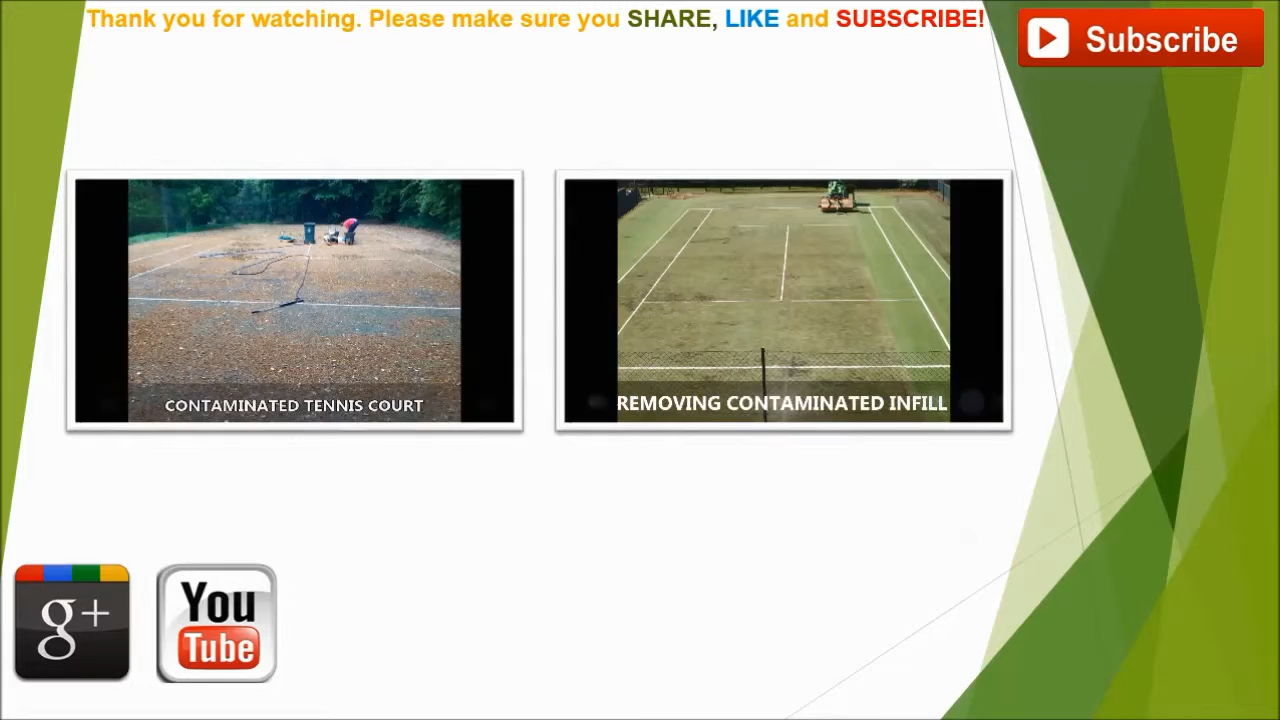 Thank you for watching. Please make sure you SHARE, LIKE and SUBSCRIBE!
Subscribe
CONTAMINATED TENNIS COURT
REMOVING CONTAMINATED INFILL
g+
You
Tube